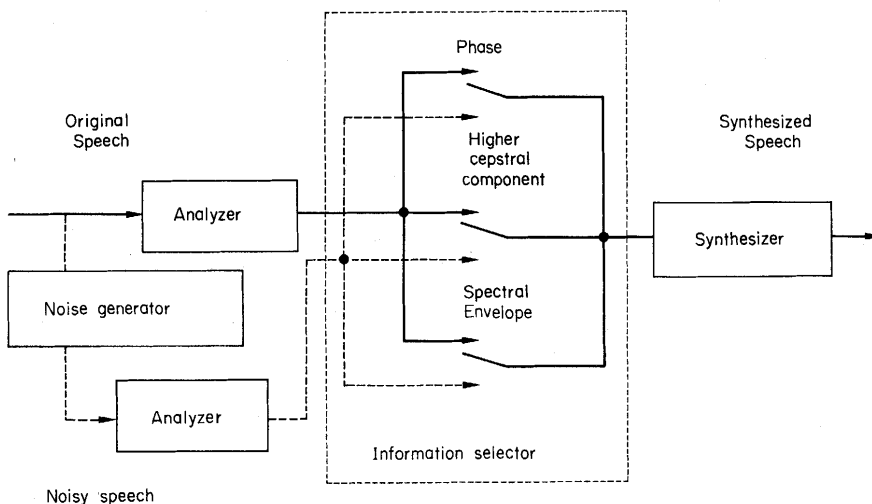 Phase
Original
Speech
Synthesized
Speech
Higher
cepstral
component
Analyzer
Synthesizer
Noise generator
Spectral
Envelope
Analyzer
Information selector
Noisy speech